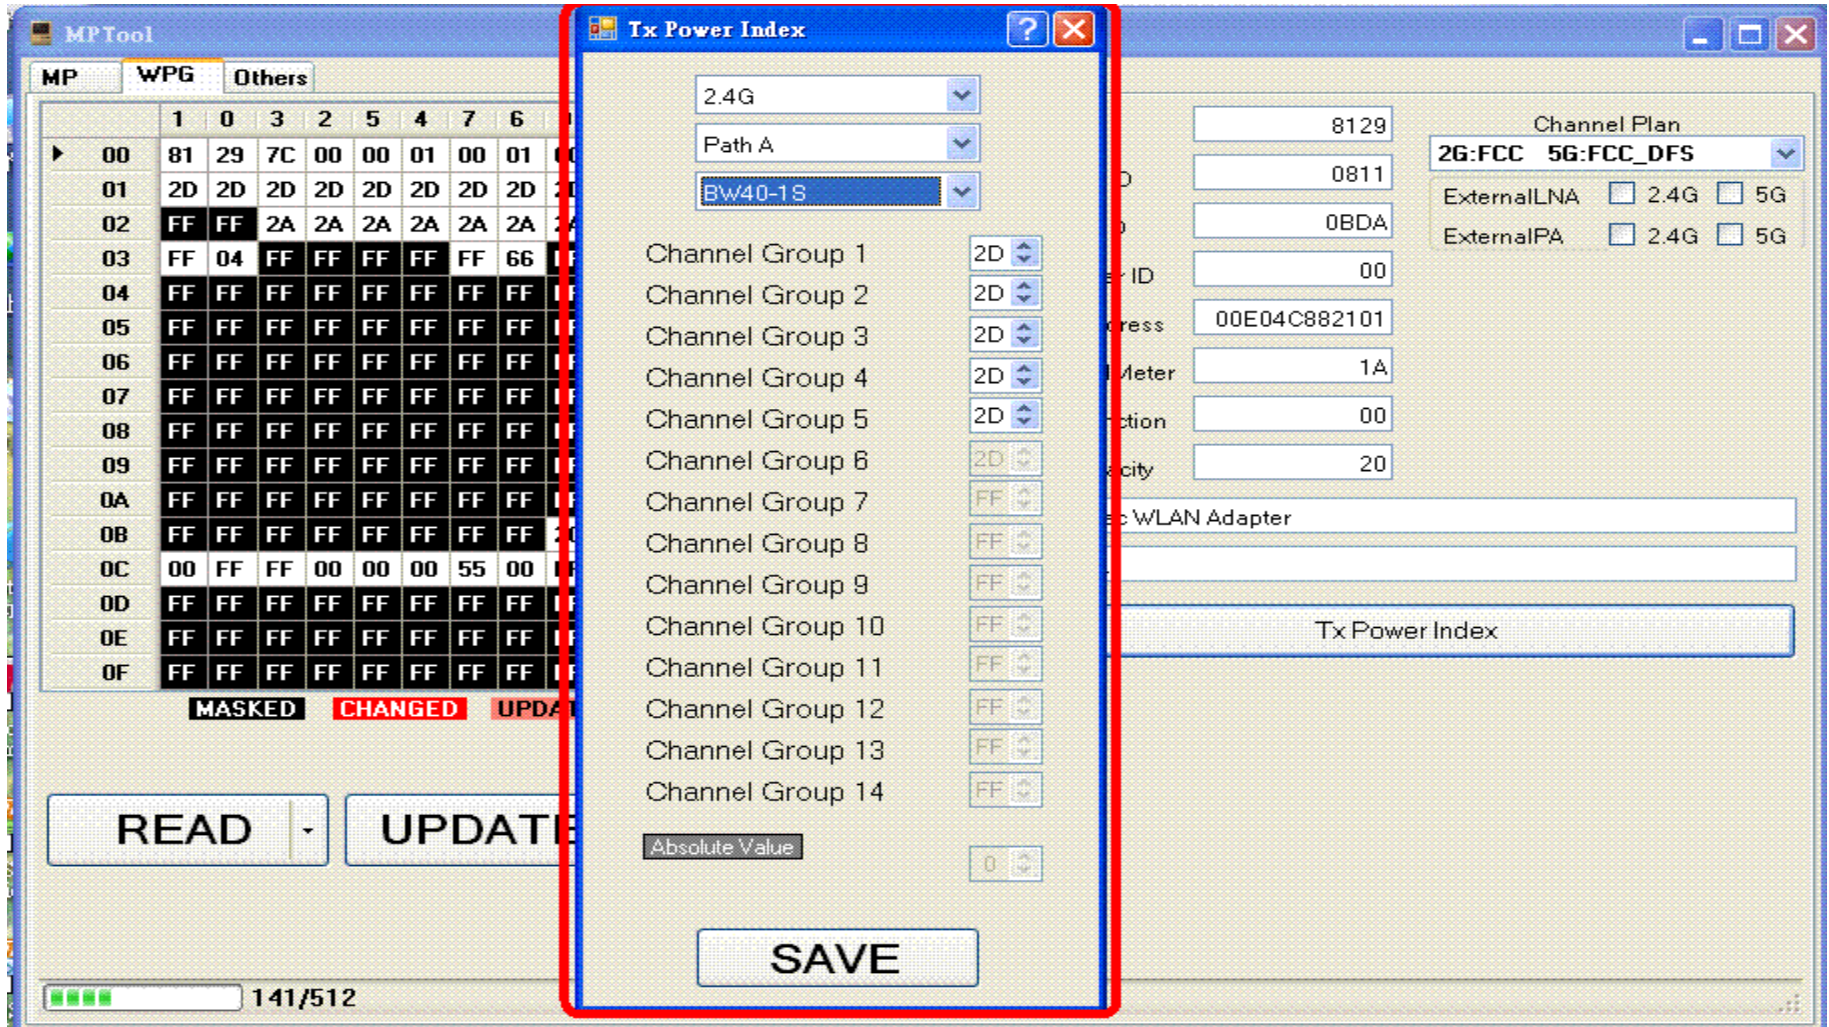 MPTool
MP WPG Others
1 0 3 2 5 4 7 6
00 81 29 7C 00 00 01 00 01
01 2D 2D 2D 2D 2D 2D 2D 2D
02 FF FF 2A 2A 2A 2A 2A 2A
03 FF 04 FF FF FF FF FF 66
04 FF FF FF FF FF FF FF FF
05 FF FF FF FF FF FF FF FF
06 FF FF FF FF FF FF FF FF
07 FF FF FF FF FF FF FF FF
08 FF FF FF FF FF FF FF FF
09 FF FF FF FF FF FF FF FF
0A FF FF FF FF FF FF FF FF
0B FF FF FF FF FF FF FF FF
0C 00 FF FF 00 00 00 55 00
0D FF FF FF FF FF FF FF FF
0E FF FF FF FF FF FF FF FF
0F FF FF FF FF FF FF FF FF
MASKED CHANGED UPDA
READ UPDATE
141/512
Tx Power Index
2.4G
Path A
BW40-1S
Channel Group 1 2D
Channel Group 2 2D
Channel Group 3 2D
Channel Group 4 2D
Channel Group 5 2D
Channel Group 6 2D
Channel Group 7 FF
Channel Group 8 FF
Channel Group 9 FF
Channel Group 10 FF
Channel Group 11 FF
Channel Group 12 FF
Channel Group 13 FF
Channel Group 14 FF
Absolute Value 0
SAVE
8129
0811
0BDA
ID 00
ress 00E04C882101
Meter 1A
ction 00
acity 20
c WLAN Adapter
Tx Power Index
Channel Plan
2G:FCC 5G:FCC_DFS
ExternalLNA 2.4G 5G
ExternalPA 2.4G 5G